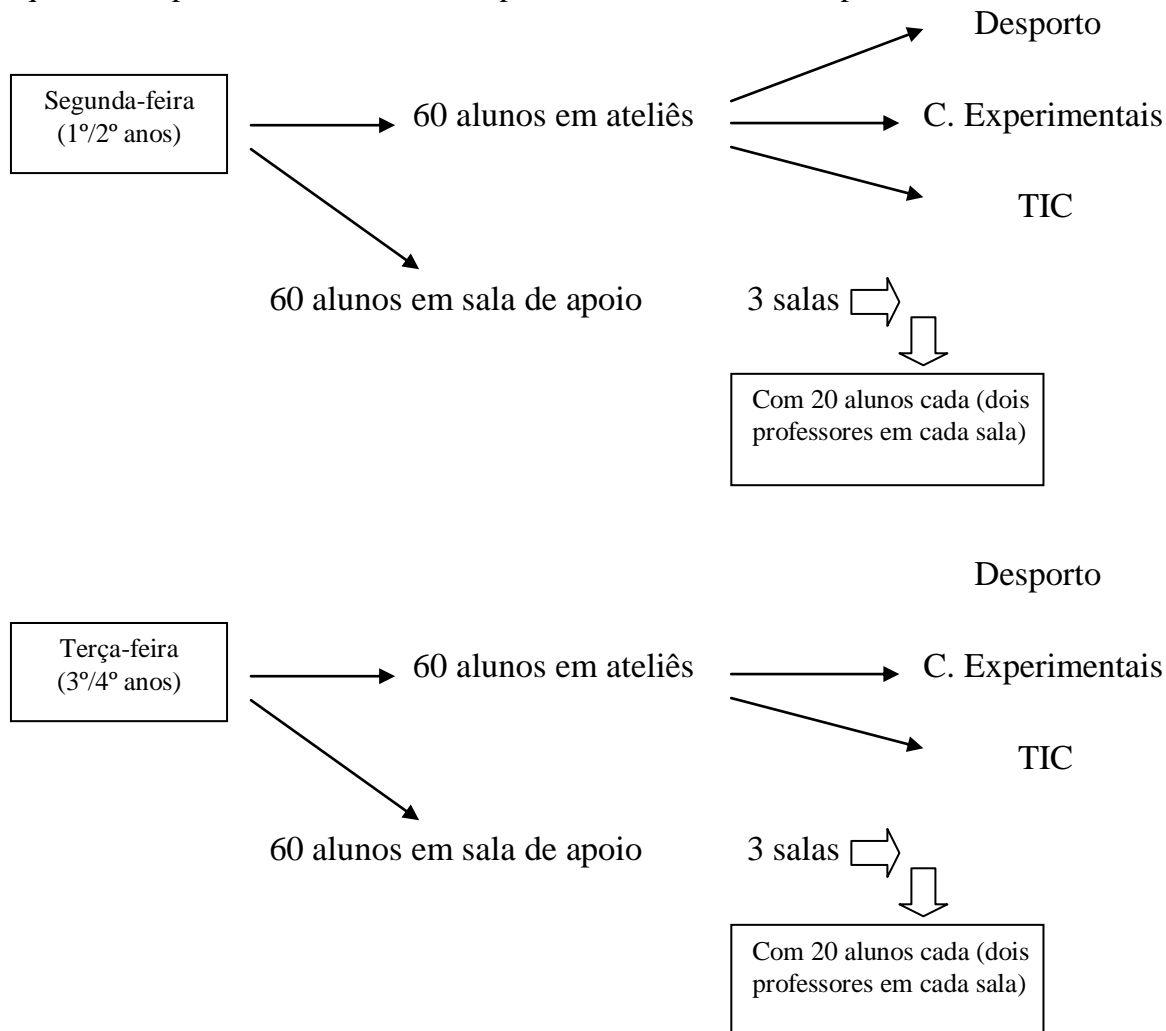 Desporto
Segunda-feira
(1º/2º anos)
60 alunos em ateliês
C. Experimentais
TIC
60 alunos em sala de apoio
3 salas
Com 20 alunos cada (dois
professores em cada sala)
Desporto
Terça-feira
(3º/4º anos)
60 alunos em ateliês
C. Experimentais
TIC
60 alunos em sala de apoio
3 salas
Com 20 alunos cada (dois
professores em cada sala)